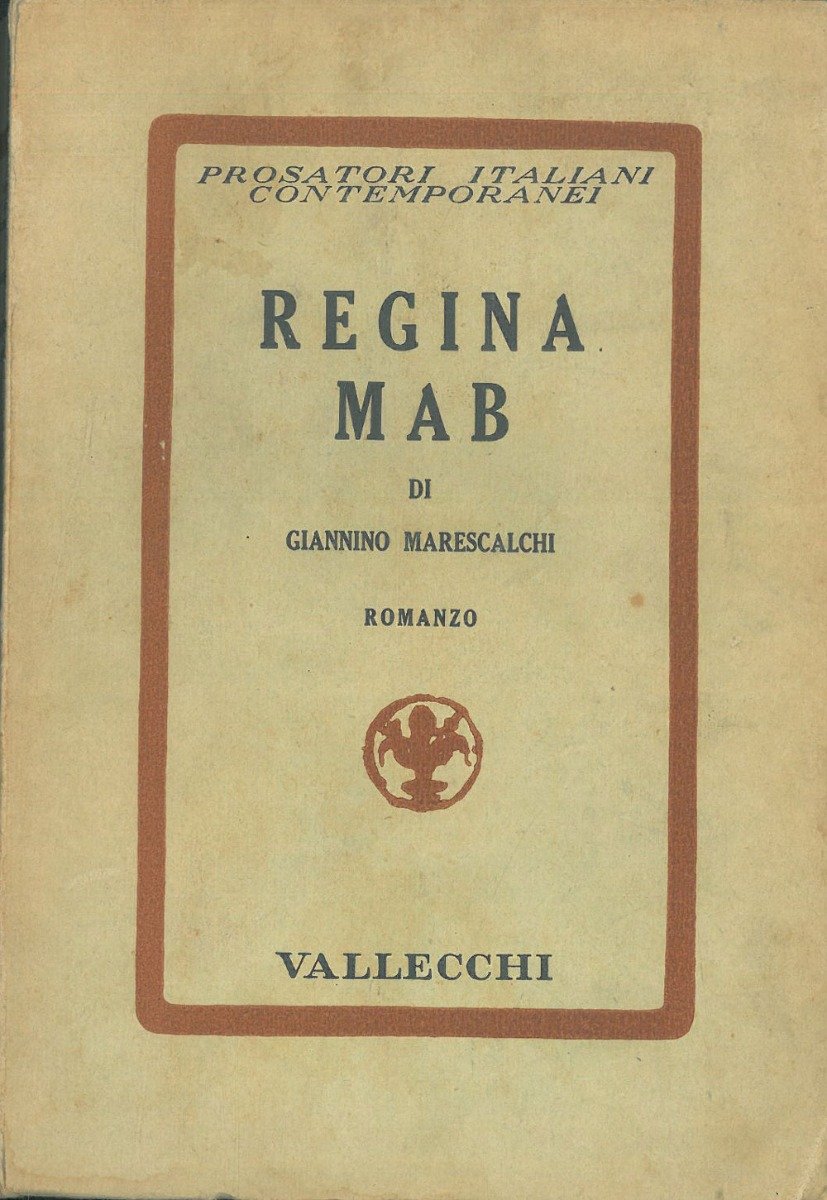 PROSATORI ITALIANI
CONTEMPORANEI
REGINA
MAB
DI
GIANNINO MARESCALCHI
ROMANZO
VALLECCHI